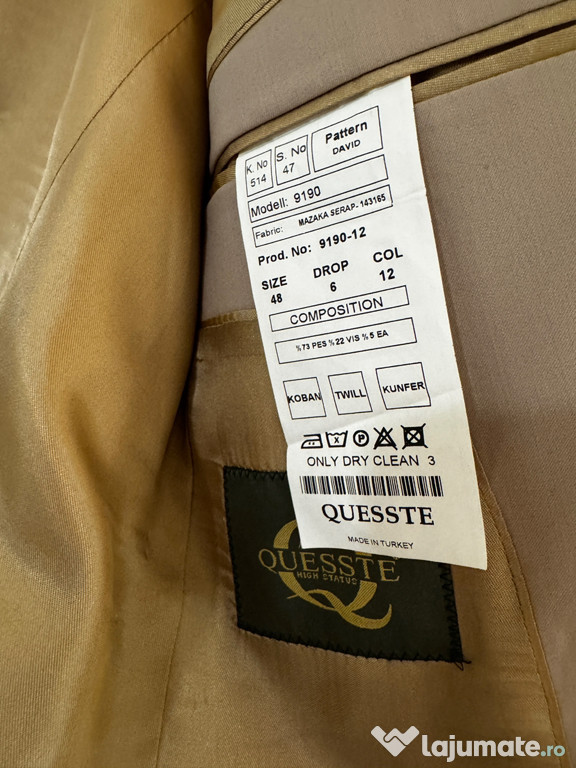 K. No
514
S. No
47
Pattern
DAVID
Modell: 9190
Fabric: MAZAKA SERAP- 143165
Prod. No: 9190-12
SIZE DROP COL
48 6 12
COMPOSITION
%73 PES %22 VIS %5 EA
KOBAN TWILL KUNFER
ONLY DRY CLEAN 3
QUESSTE
MADE IN TURKEY
QUESSTE
HIGH STATUS
lajumate.ro